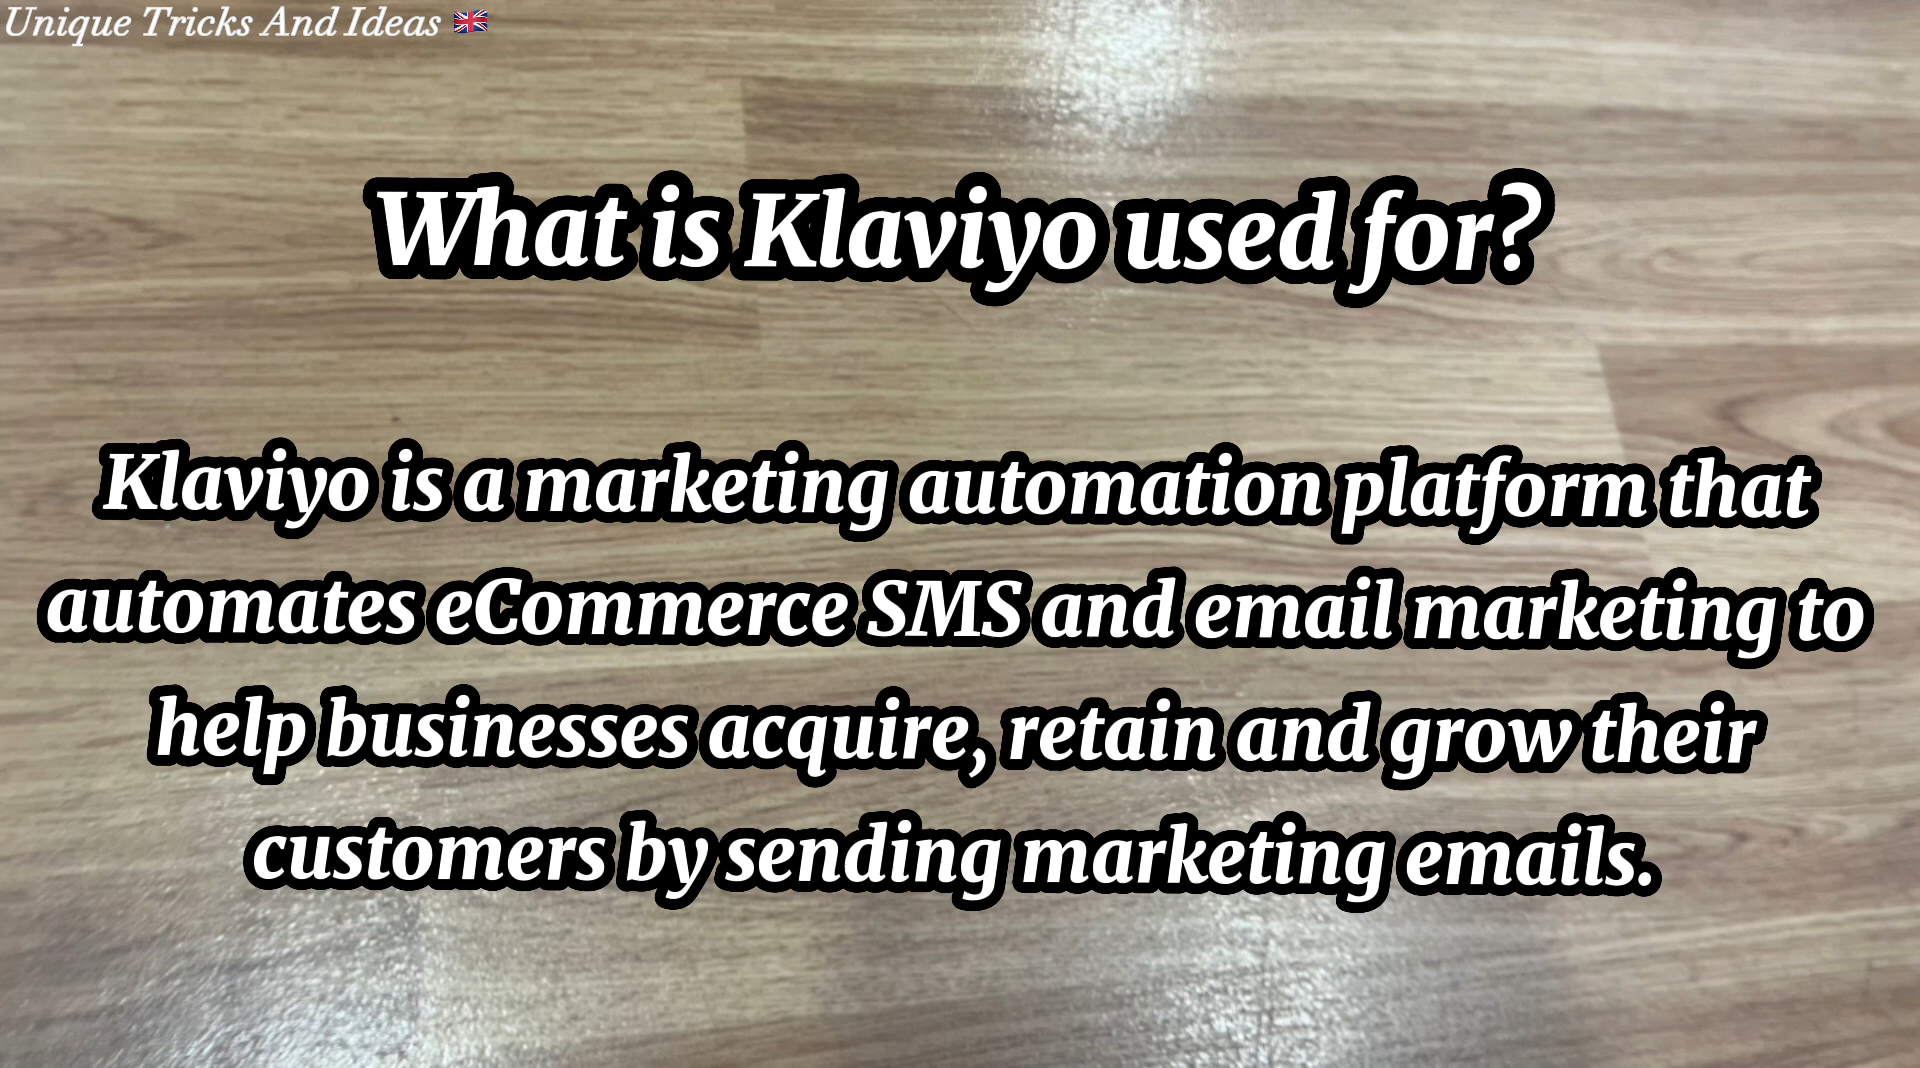 Unique Tricks And Ideas 🇬🇧
What is Klaviyo used for?
Klaviyo is a marketing automation platform that
automates eCommerce SMS and email marketing to
help businesses acquire, retain and grow their
customers by sending marketing emails.